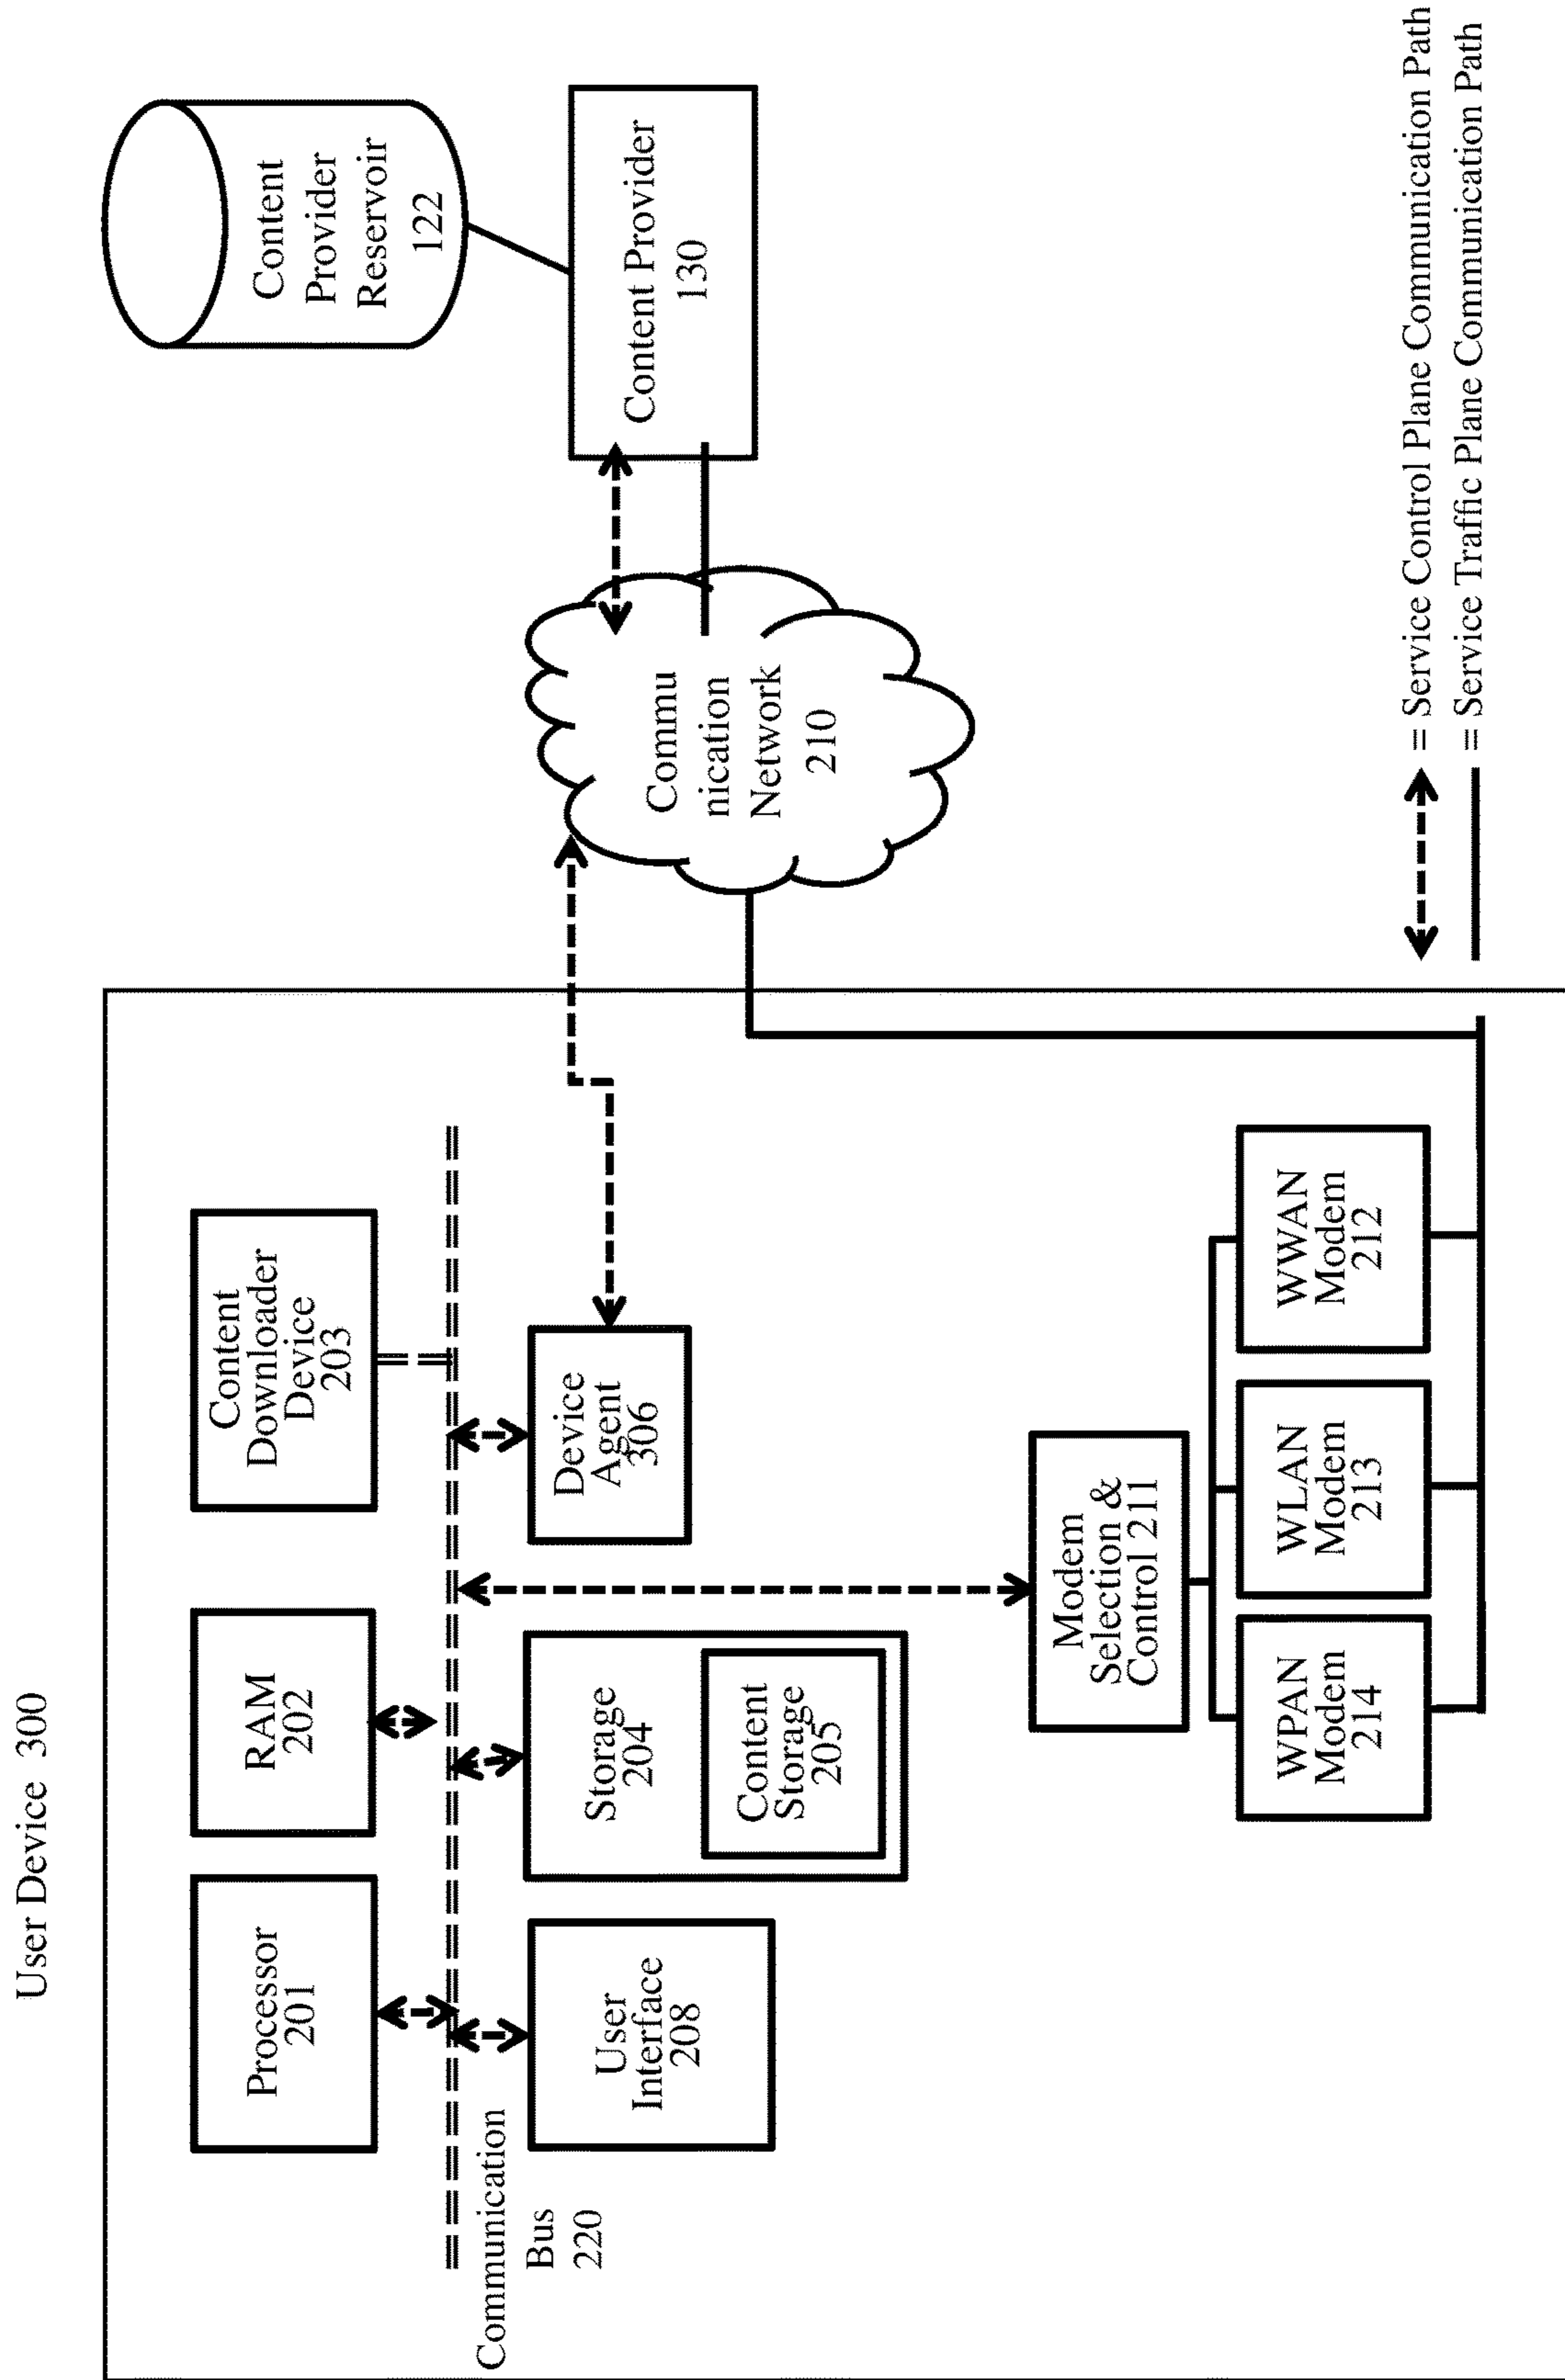 User Device 300
Processor
201
RAM
202
Content
Downloader
Device
203
Content
Provider
Reservoir
122
Communication
Bus
220
User
Interface
208
Storage
204
Content
Storage
205
Device
Agent
306
Commu
nication
Network
210
Content Provider
130
Modem
Selection &
Control 211
WPAN
Modem
214
WLAN
Modem
213
WWAN
Modem
212
= Service Control Plane Communication Path
= Service Traffic Plane Communication Path